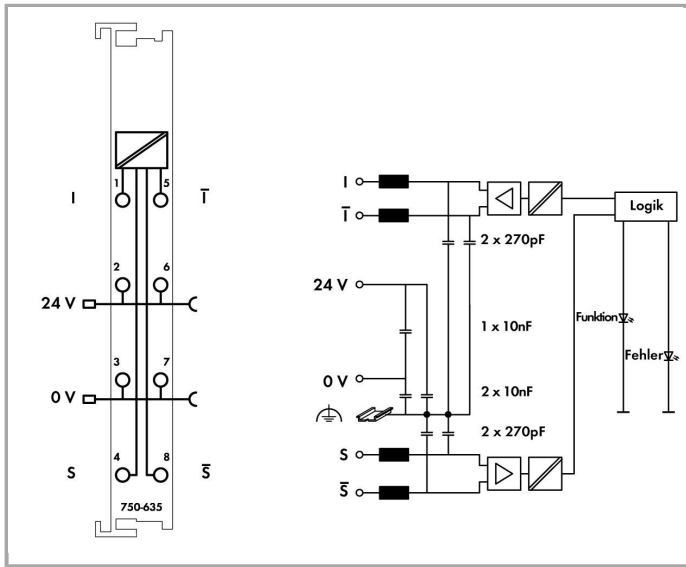 1 5
I I̅
2 6
24 V
3 7
0 V
4 8
S S̅
750-635
I
I̅
Logik
2 x 270pF
24 V
1 x 10nF
Funktion
Fehler
0 V
2 x 10nF
2 x 270pF
S
S̅